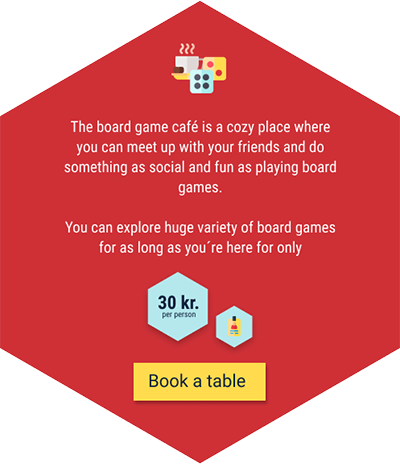 The board game café is a cozy place where
you can meet up with your friends and do
something as social and fun as playing board
games.
You can explore huge variety of board games
for as long as you´re here for only
30 kr.
per person
Book a table